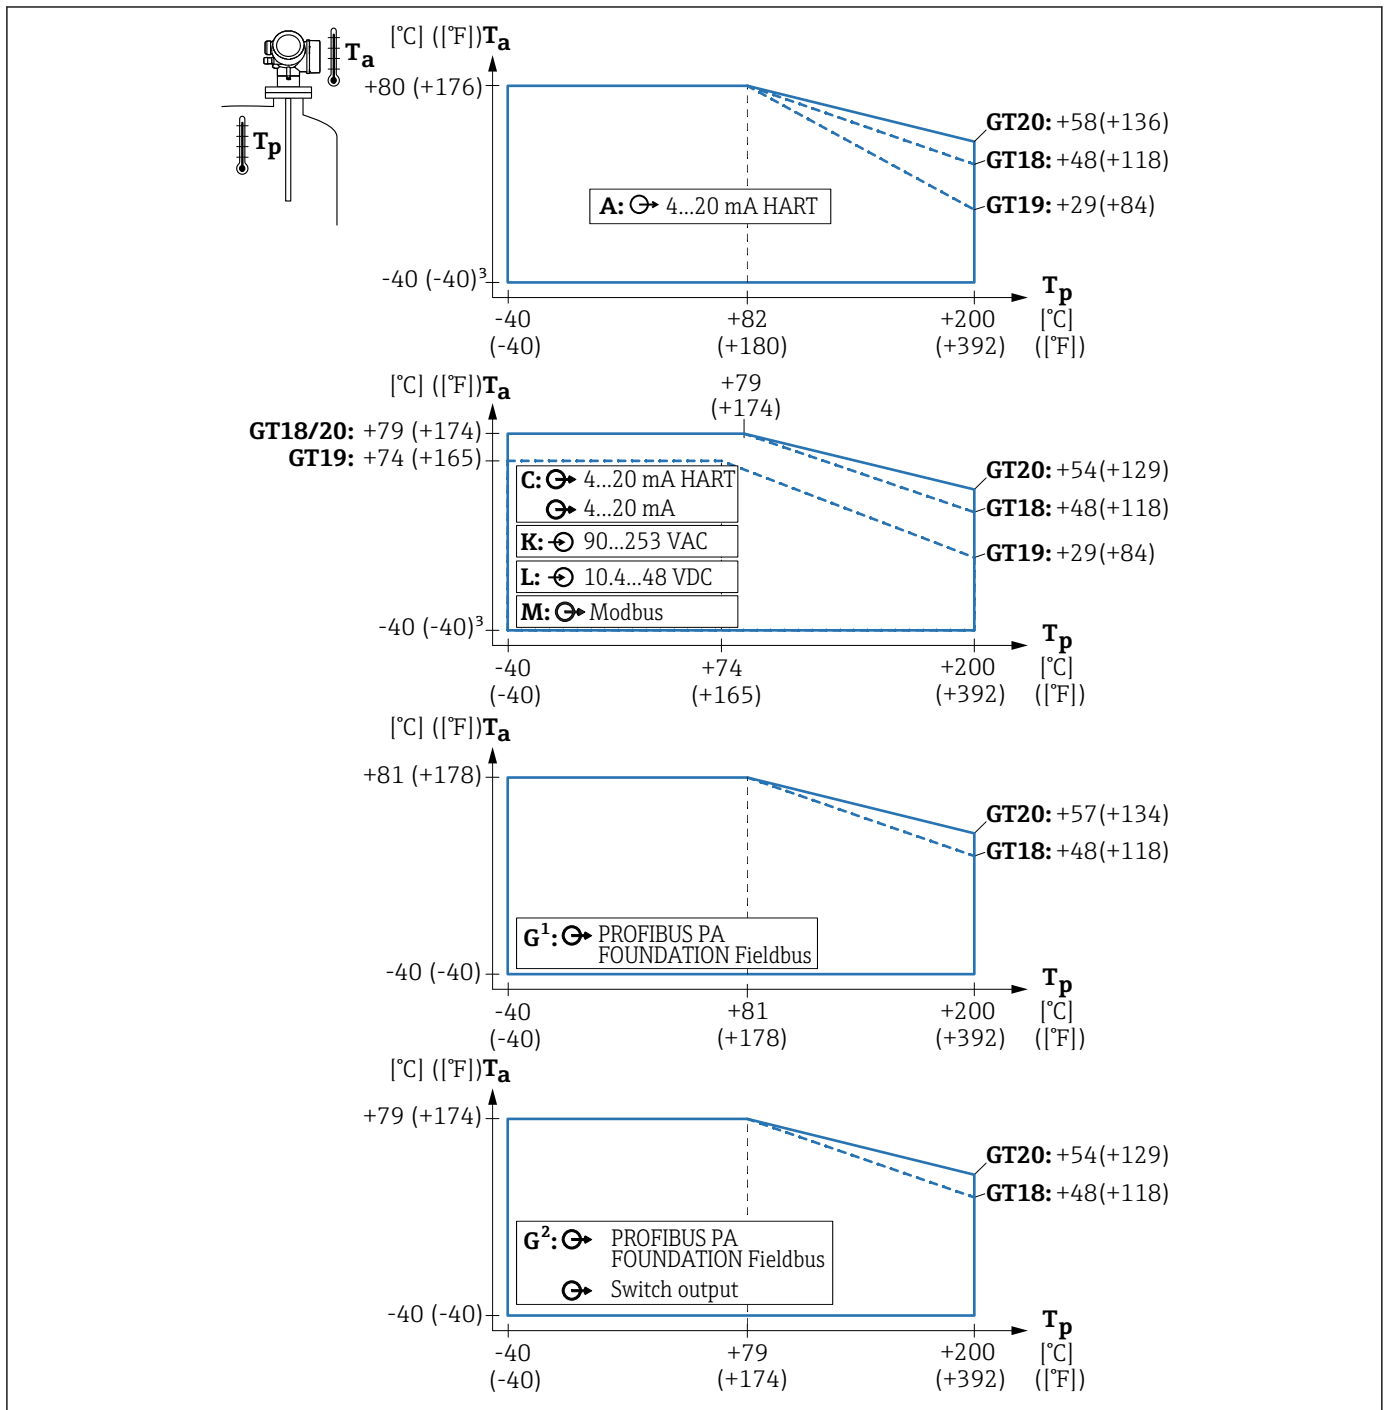 [°C] ([°F])Ta
Ta
+80 (+176)
GT20: +58(+136)
Tp
GT18: +48(+118)
A: 4...20 mA HART
GT19: +29(+84)
-40 (-40)³
Tp
-40 +82 +200 [°C]
(-40) (+180) (+392) ([°F])
[°C] ([°F])Ta
+79
(+174)
GT18/20: +79 (+174)
GT19: +74 (+165)
C: 4...20 mA HART
4...20 mA
K: 90...253 VAC
L: 10.4...48 VDC
M: Modbus
GT20: +54(+129)
GT18: +48(+118)
GT19: +29(+84)
-40 (-40)³
Tp
-40 +74 +200 [°C]
(-40) (+165) (+392) ([°F])
[°C] ([°F])Ta
+81 (+178)
GT20: +57(+134)
GT18: +48(+118)
G¹: PROFIBUS PA
FOUNDATION Fieldbus
-40 (-40)
Tp
-40 +81 +200 [°C]
(-40) (+178) (+392) ([°F])
[°C] ([°F])Ta
+79 (+174)
GT20: +54(+129)
GT18: +48(+118)
G²: PROFIBUS PA
FOUNDATION Fieldbus
Switch output
-40 (-40)
Tp
-40 +79 +200 [°C]
(-40) (+174) (+392) ([°F])